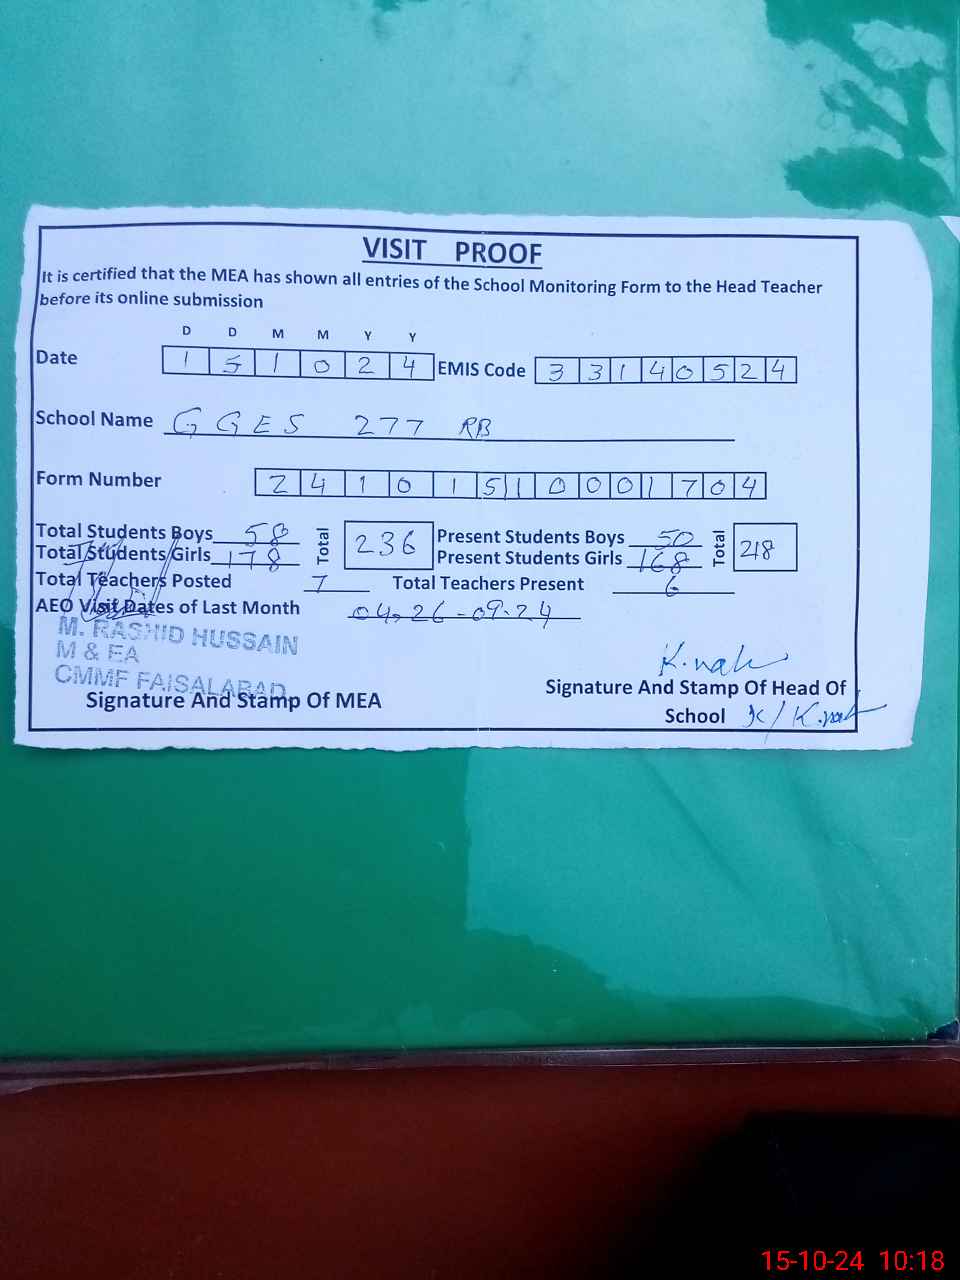 VISIT PROOF
It is certified that the MEA has shown all entries of the School Monitoring Form to the Head Teacher
before its online submission
D D M M Y Y
Date 1 5 1 0 2 4 EMIS Code 3 3 1 4 0 5 2 4
School Name GGES 277 RB
Form Number 2 4 1 0 1 5 1 0 0 0 1 7 0 4
Total Students Boys 58 Total 236 Present Students Boys 50 Total 218
Total Students Girls 178 Present Students Girls 168
Total Teachers Posted 7 Total Teachers Present 6
AEO Visit Dates of Last Month 04, 26-09-24
M. RASHID HUSSAIN
M & EA
CMMF FAISALABAD
Signature And Stamp Of MEA
Signature And Stamp Of Head Of
School
15-10-24 10:18